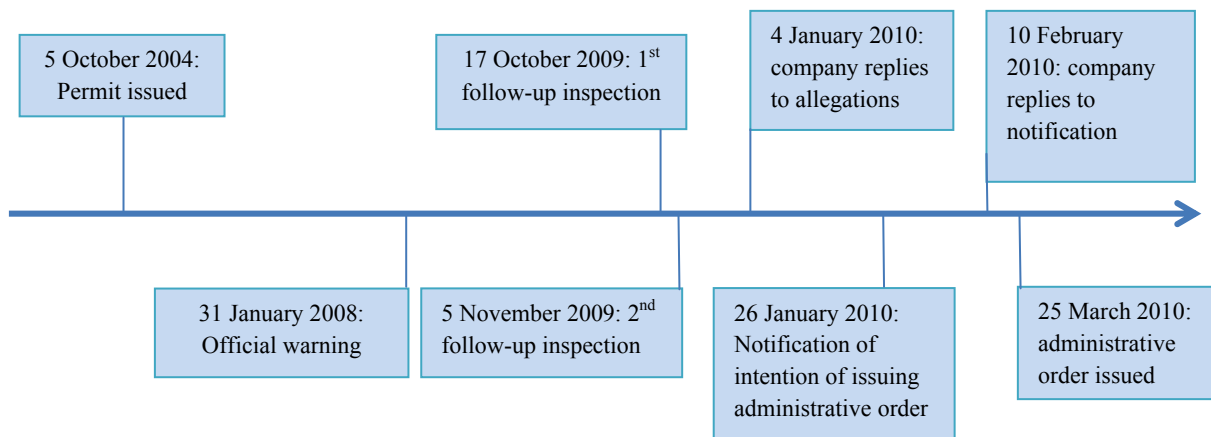 5 October 2004:
Permit issued
17 October 2009: 1st
follow-up inspection
4 January 2010:
company replies
to allegations
10 February
2010: company
replies to
notification
31 January 2008:
Official warning
5 November 2009: 2nd
follow-up inspection
26 January 2010:
Notification of
intention of issuing
administrative order
25 March 2010:
administrative
order issued